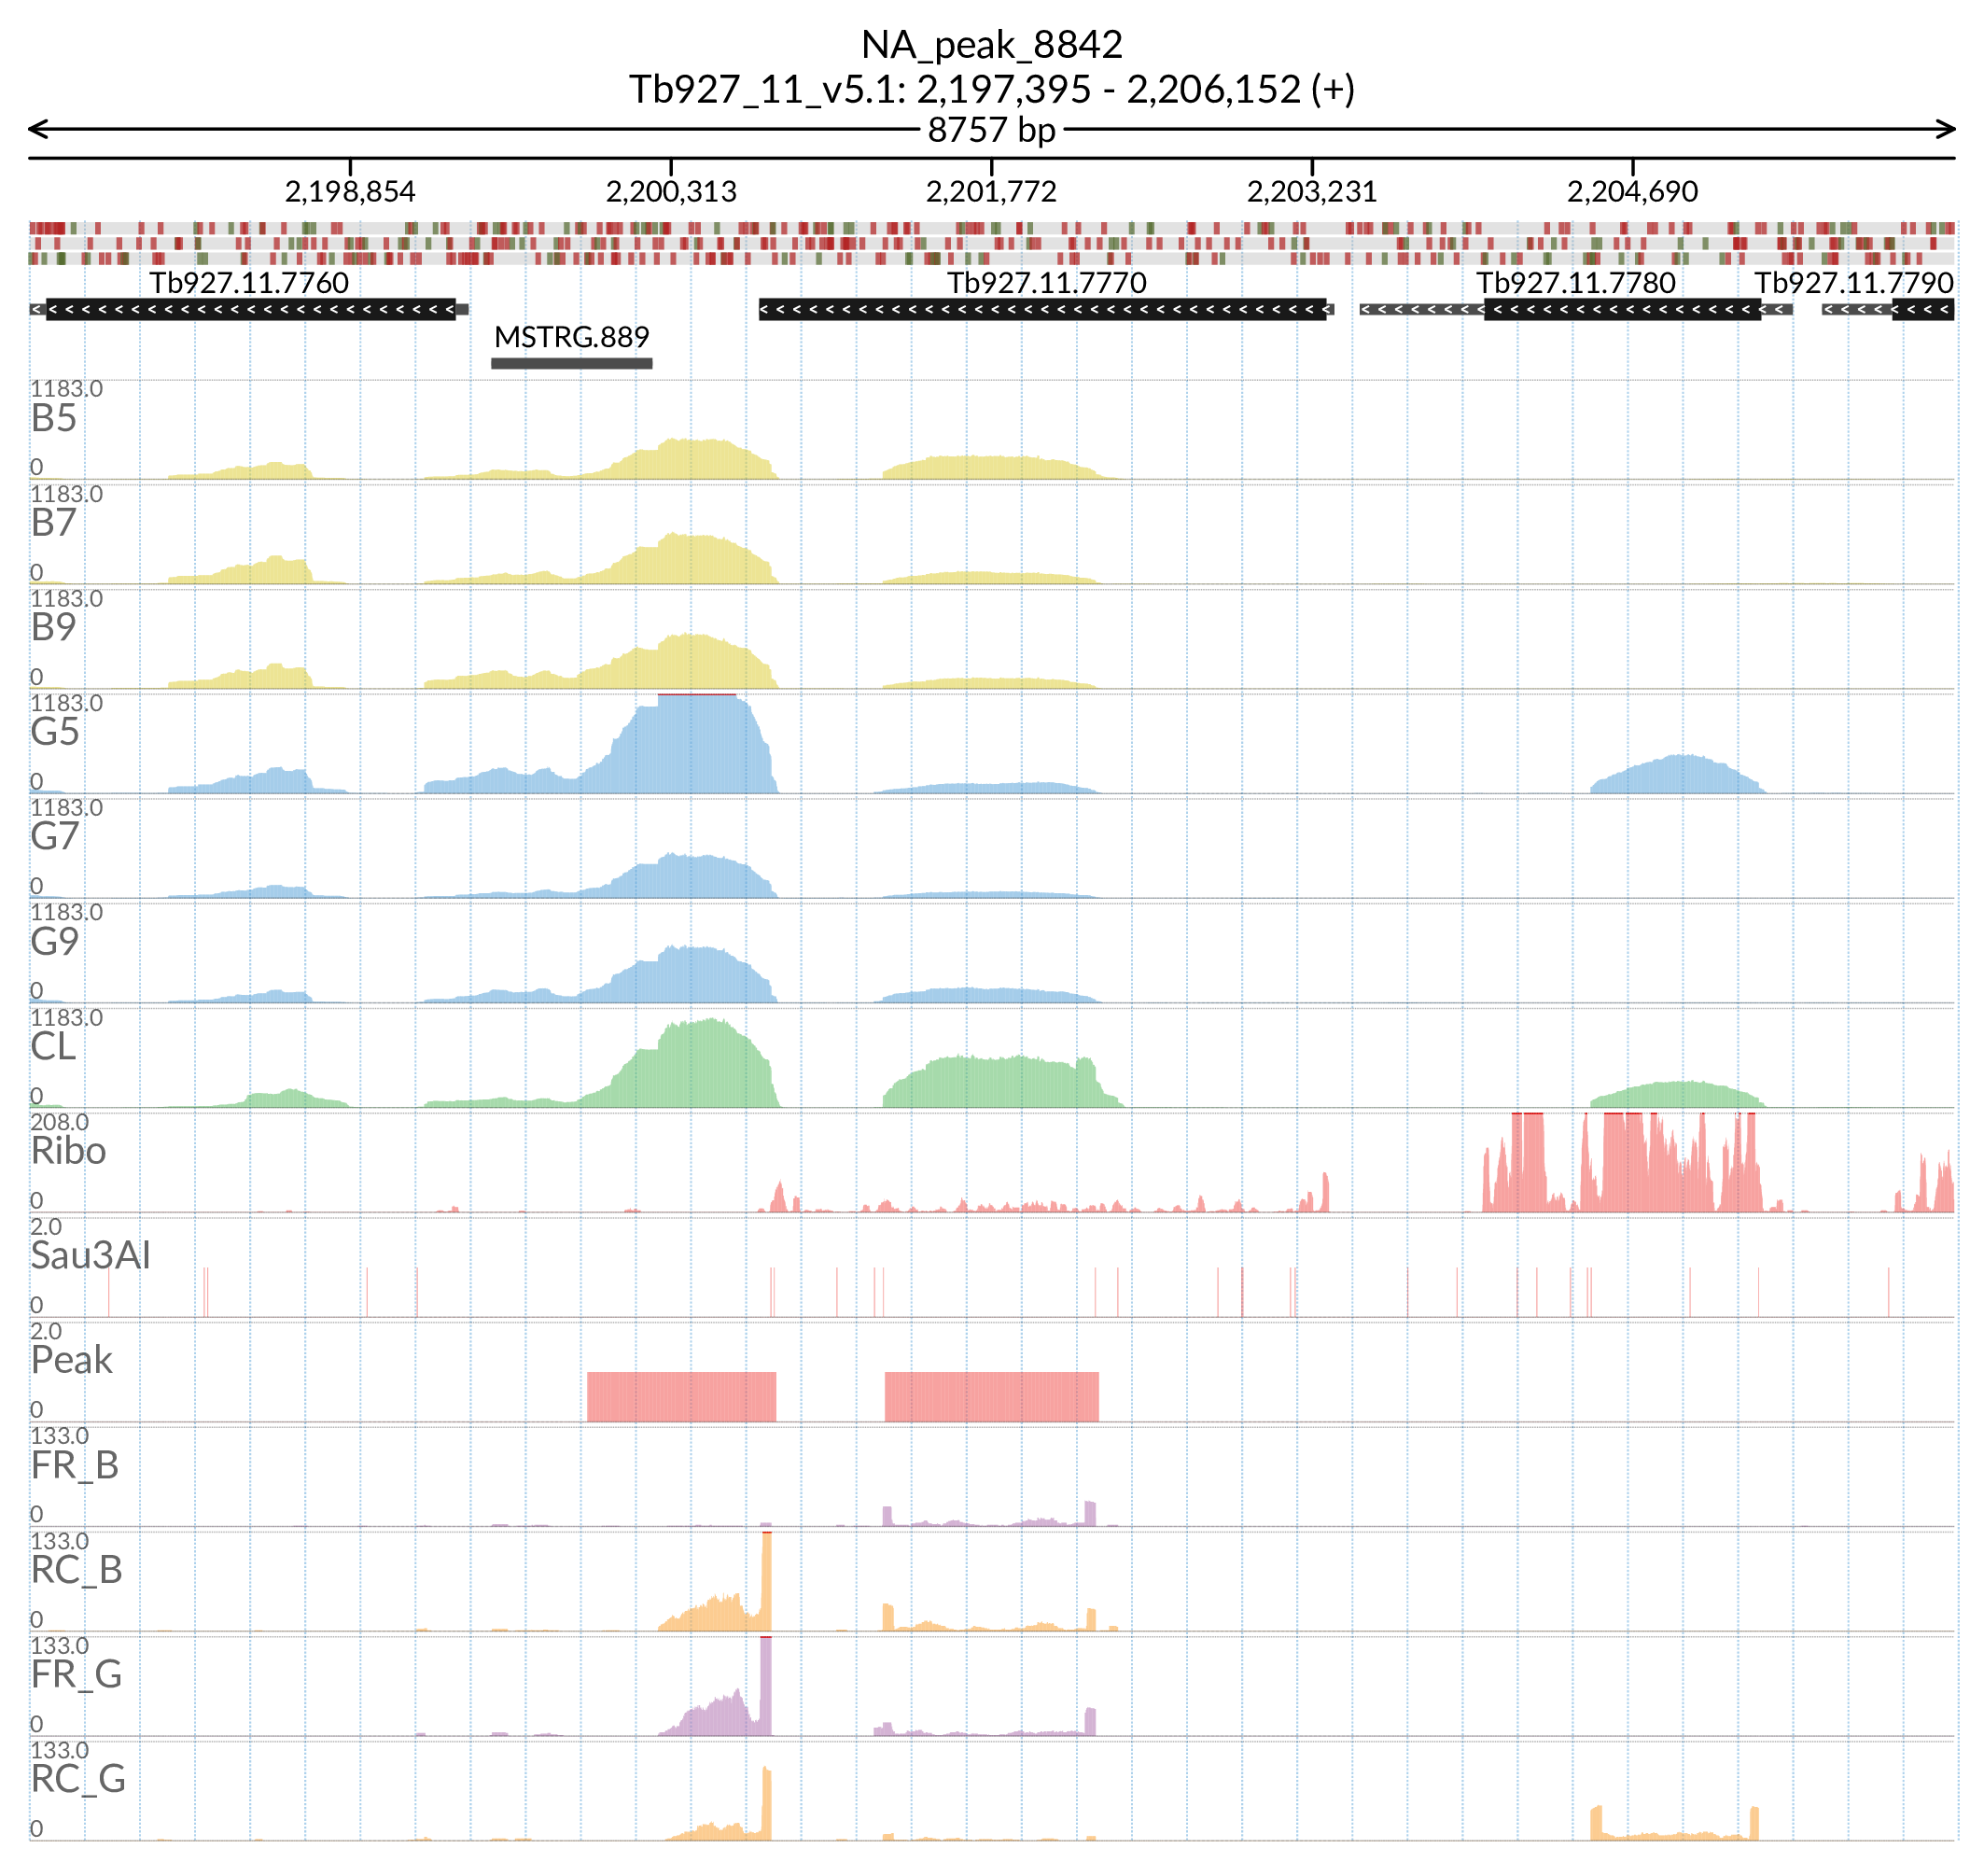 NA_peak_8842
Tb927_11_v5.1: 2,197,395 - 2,206,152 (+)
8757 bp
2,198,854 2,200,313 2,201,772 2,203,231 2,204,690
Tb927.11.7760 Tb927.11.7770 Tb927.11.7780 Tb927.11.7790
MSTRG.889
1183.0
B5
0
1183.0
B7
0
1183.0
B9
0
1183.0
G5
0
1183.0
G7
0
1183.0
G9
0
1183.0
CL
0
208.0
Ribo
0
2.0
Sau3AI
0
2.0
Peak
0
133.0
FR_B
0
133.0
RC_B
0
133.0
FR_G
0
133.0
RC_G
0